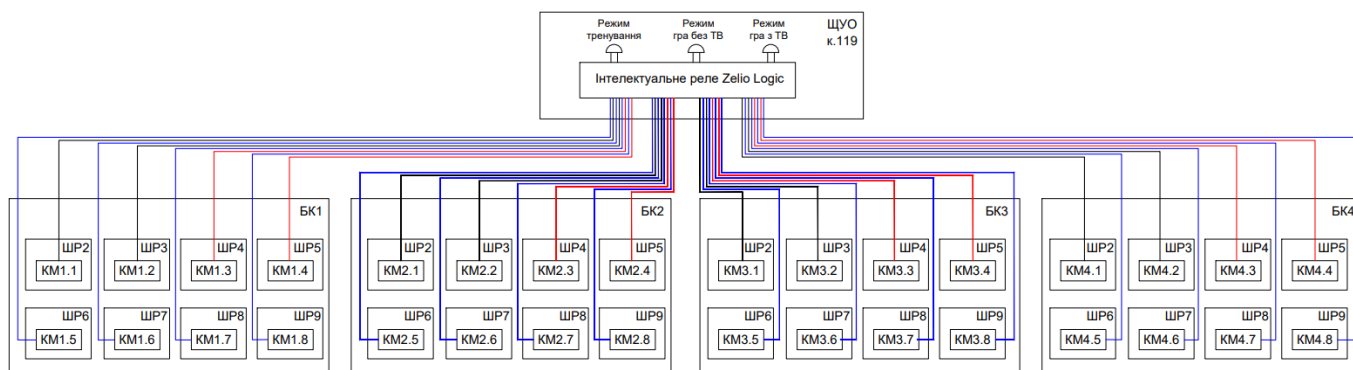 Режим
тренування
Режим
гра без ТВ
Режим
гра з ТВ
ЩУО
к.119
Інтелектуальне реле Zelio Logic
БК1
ШР2
КМ1.1
ШР3
КМ1.2
ШР4
КМ1.3
ШР5
КМ1.4
ШР6
КМ1.5
ШР7
КМ1.6
ШР8
КМ1.7
ШР9
КМ1.8
БК2
ШР2
КМ2.1
ШР3
КМ2.2
ШР4
КМ2.3
ШР5
КМ2.4
ШР6
КМ2.5
ШР7
КМ2.6
ШР8
КМ2.7
ШР9
КМ2.8
БК3
ШР2
КМ3.1
ШР3
КМ3.2
ШР4
КМ3.3
ШР5
КМ3.4
ШР6
КМ3.5
ШР7
КМ3.6
ШР8
КМ3.7
ШР9
КМ3.8
БК4
ШР2
КМ4.1
ШР3
КМ4.2
ШР4
КМ4.3
ШР5
КМ4.4
ШР6
КМ4.5
ШР7
КМ4.6
ШР8
КМ4.7
ШР9
КМ4.8